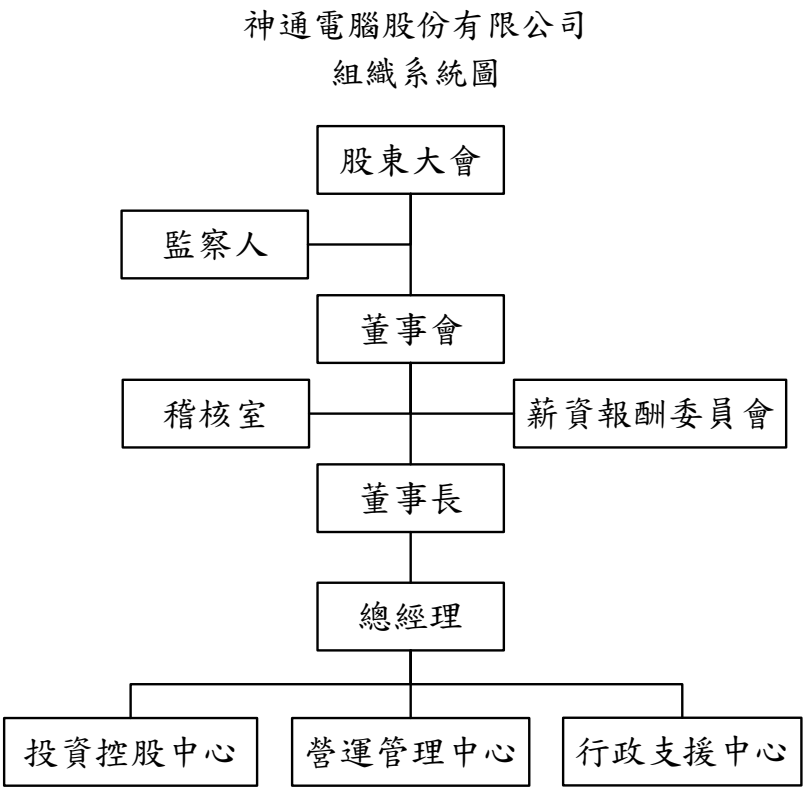 神通電腦股份有限公司
組織系統圖
股東大會
監察人
董事會
稽核室
薪資報酬委員會
董事長
總經理
投資控股中心
營運管理中心
行政支援中心